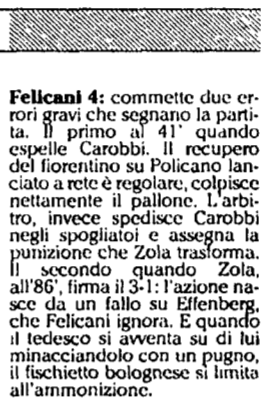 Felicani 4: commette due er-
rori gravi che segnano la parti-
ta. Il primo al 41' quando
espelle Carobbi. Il recupero
del fiorentino su Policano lan-
ciato a rete è regolare, colpisce
nettamente il pallone. L'arbi-
tro, invece spedisce Carobbi
negli spogliatoi e assegna la
punizione che Zola trasforma.
Il secondo quando Zola,
all'86', firma il 3-1: l'azione na-
sce da un fallo su Effenberg,
che Felicani ignora. E quando
il tedesco si avventa su di lui
minacciandolo con un pugno,
il fischietto bolognese si limita
all'ammonizione.